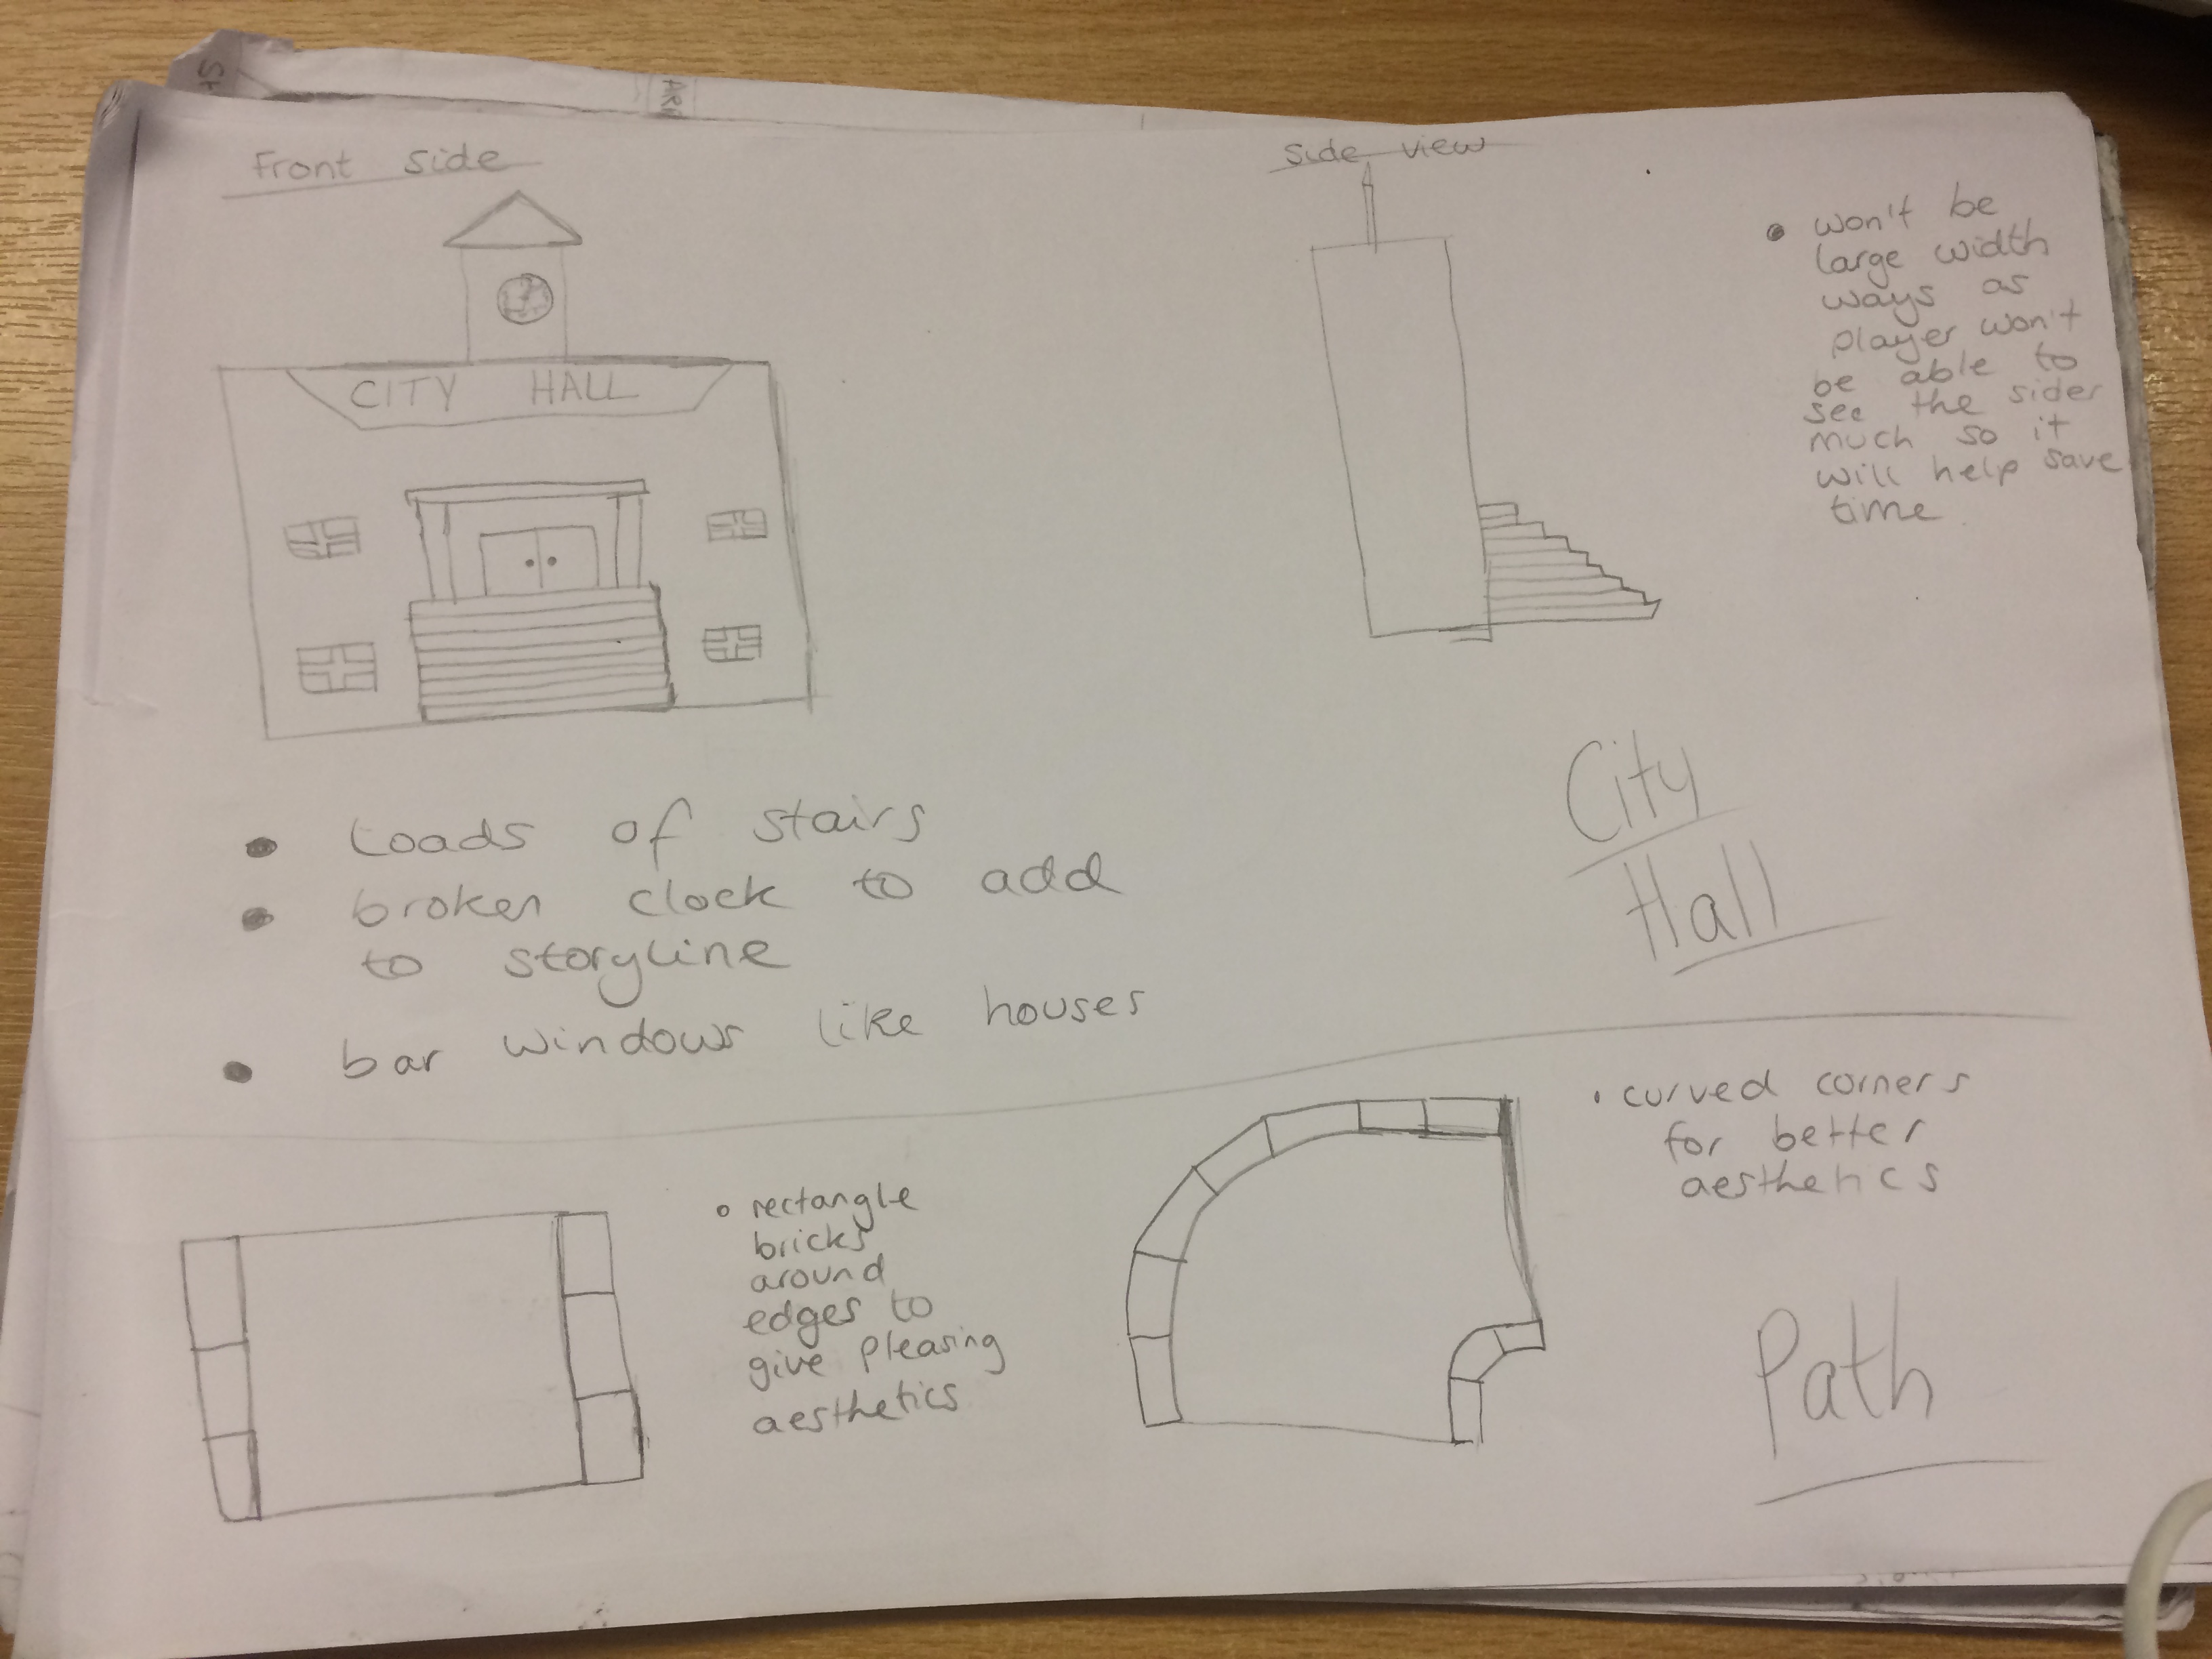 Front Side
CITY HALL
• Loads of stairs
• broken clock to add
to storyline
• bar windows like houses
Side view
• won't be
large width
ways as
player won't
be able to
see the sides
much so it
will help save
time.
City
Hall
• rectangle
bricks
around
edges to
give pleasing
aesthetics.
• curved corners
for better
aesthetics
Path